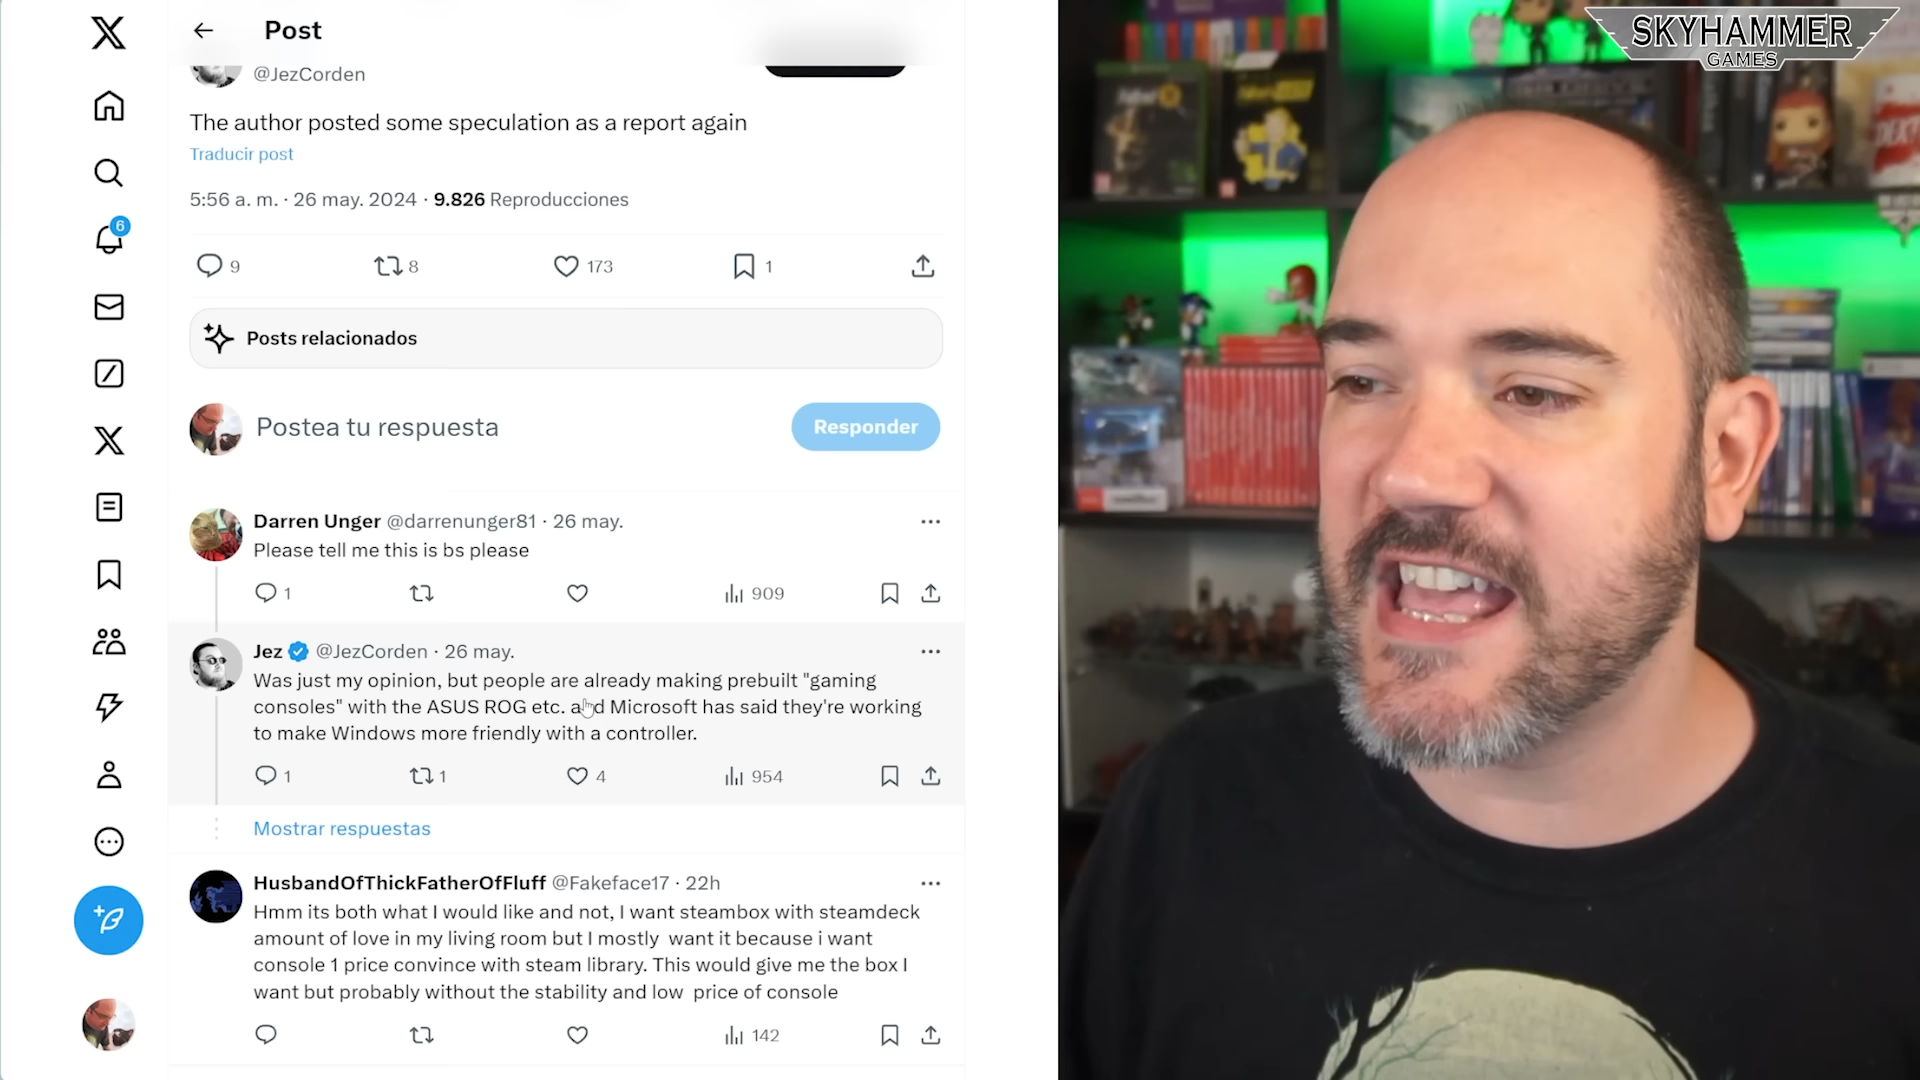 Post
@JezCorden
The author posted some speculation as a report again
Traducir post
5:56 a. m. · 26 may. 2024 · 9.826 Reproducciones
9 8 173 1
Posts relacionados
Postea tu respuesta
Responder
Darren Unger @darrenunger81 · 26 may.
Please tell me this is bs please
1 909
Jez @JezCorden · 26 may.
Was just my opinion, but people are already making prebuilt "gaming
consoles" with the ASUS ROG etc. and Microsoft has said they're working
to make Windows more friendly with a controller.
1 1 4 954
Mostrar respuestas
HusbandOfThickFatherOfFluff @Fakeface17 · 22h
Hmm its both what I would like and not, I want steambox with steamdeck
amount of love in my living room but I mostly want it because i want
console 1 price convince with steam library. This would give me the box I
want but probably without the stability and low price of console
142
6
SKYHAMMER
GAMES